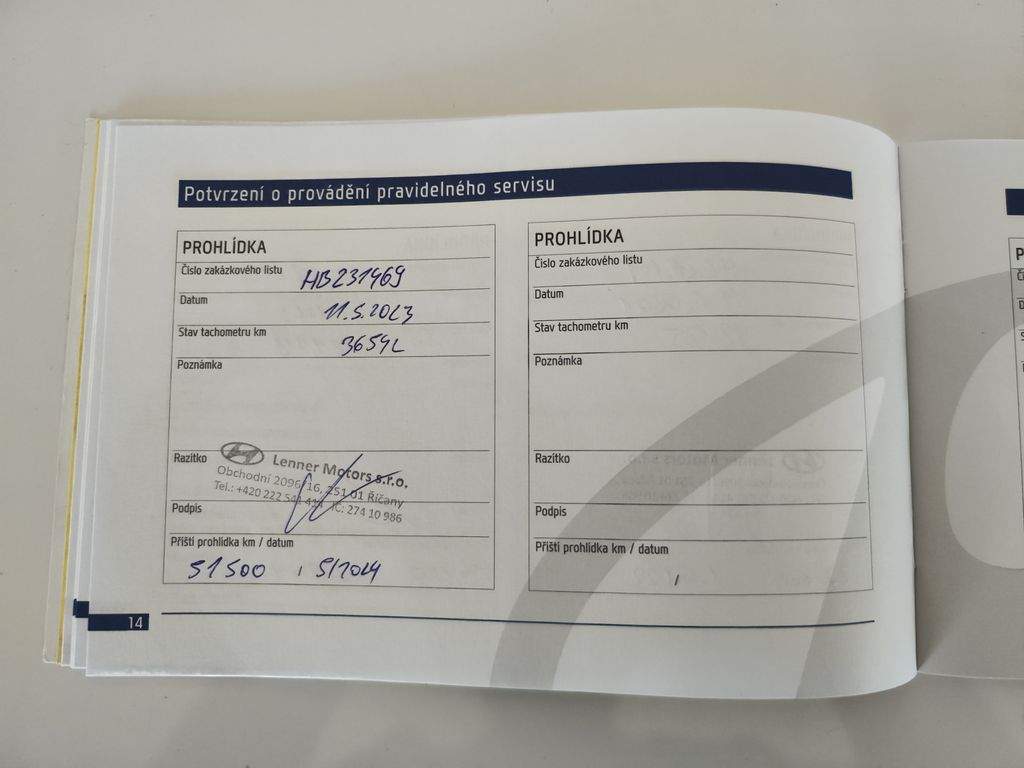 Potvrzení o provádění pravidelného servisu
PROHLÍDKA
Číslo zakázkového listu HB231469
Datum 11.5.2023
Stav tachometru km 36592
Poznámka
Razítko
Lenner Motors s.r.o.
Obchodní 2096/16, 251 01 Říčany
Tel.: +420 222 541 411 IČ: 274 10 986
Podpis
Příští prohlídka km / datum
51500 / 5/2024
PROHLÍDKA
Číslo zakázkového listu
Datum
Stav tachometru km
Poznámka
Razítko
Podpis
Příští prohlídka km / datum
/
14